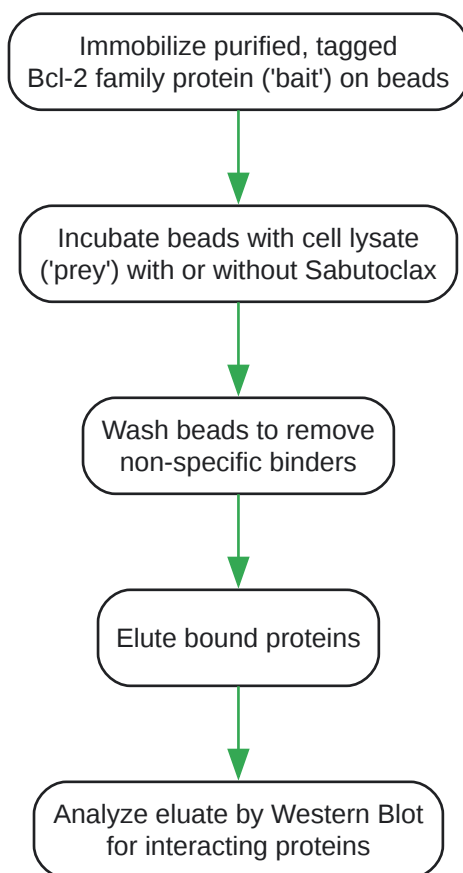 Immobilize purified, tagged
Bcl-2 family protein ('bait') on beads
Incubate beads with cell lysate
('prey') with or without Sabutoclax
Wash beads to remove
non-specific binders
Elute bound proteins
Analyze eluate by Western Blot
for interacting proteins